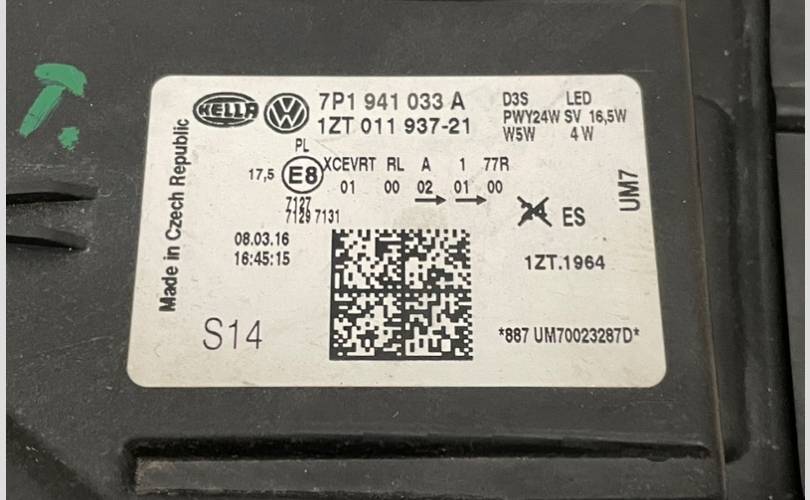 HELLA
7P1 941 033 A
1ZT 011 937-21
D3S LED
PWY24W SV 16,5W
W5W 4W
Made in Czech Republic
PL
17,5 E8 XCEVRT RL A 1 77R
01 00 02 01 00
7127
7129 7131
UM7
24 ES
08.03.16
16:45:15
1ZT.1964
S14
*887 UM70023287D*